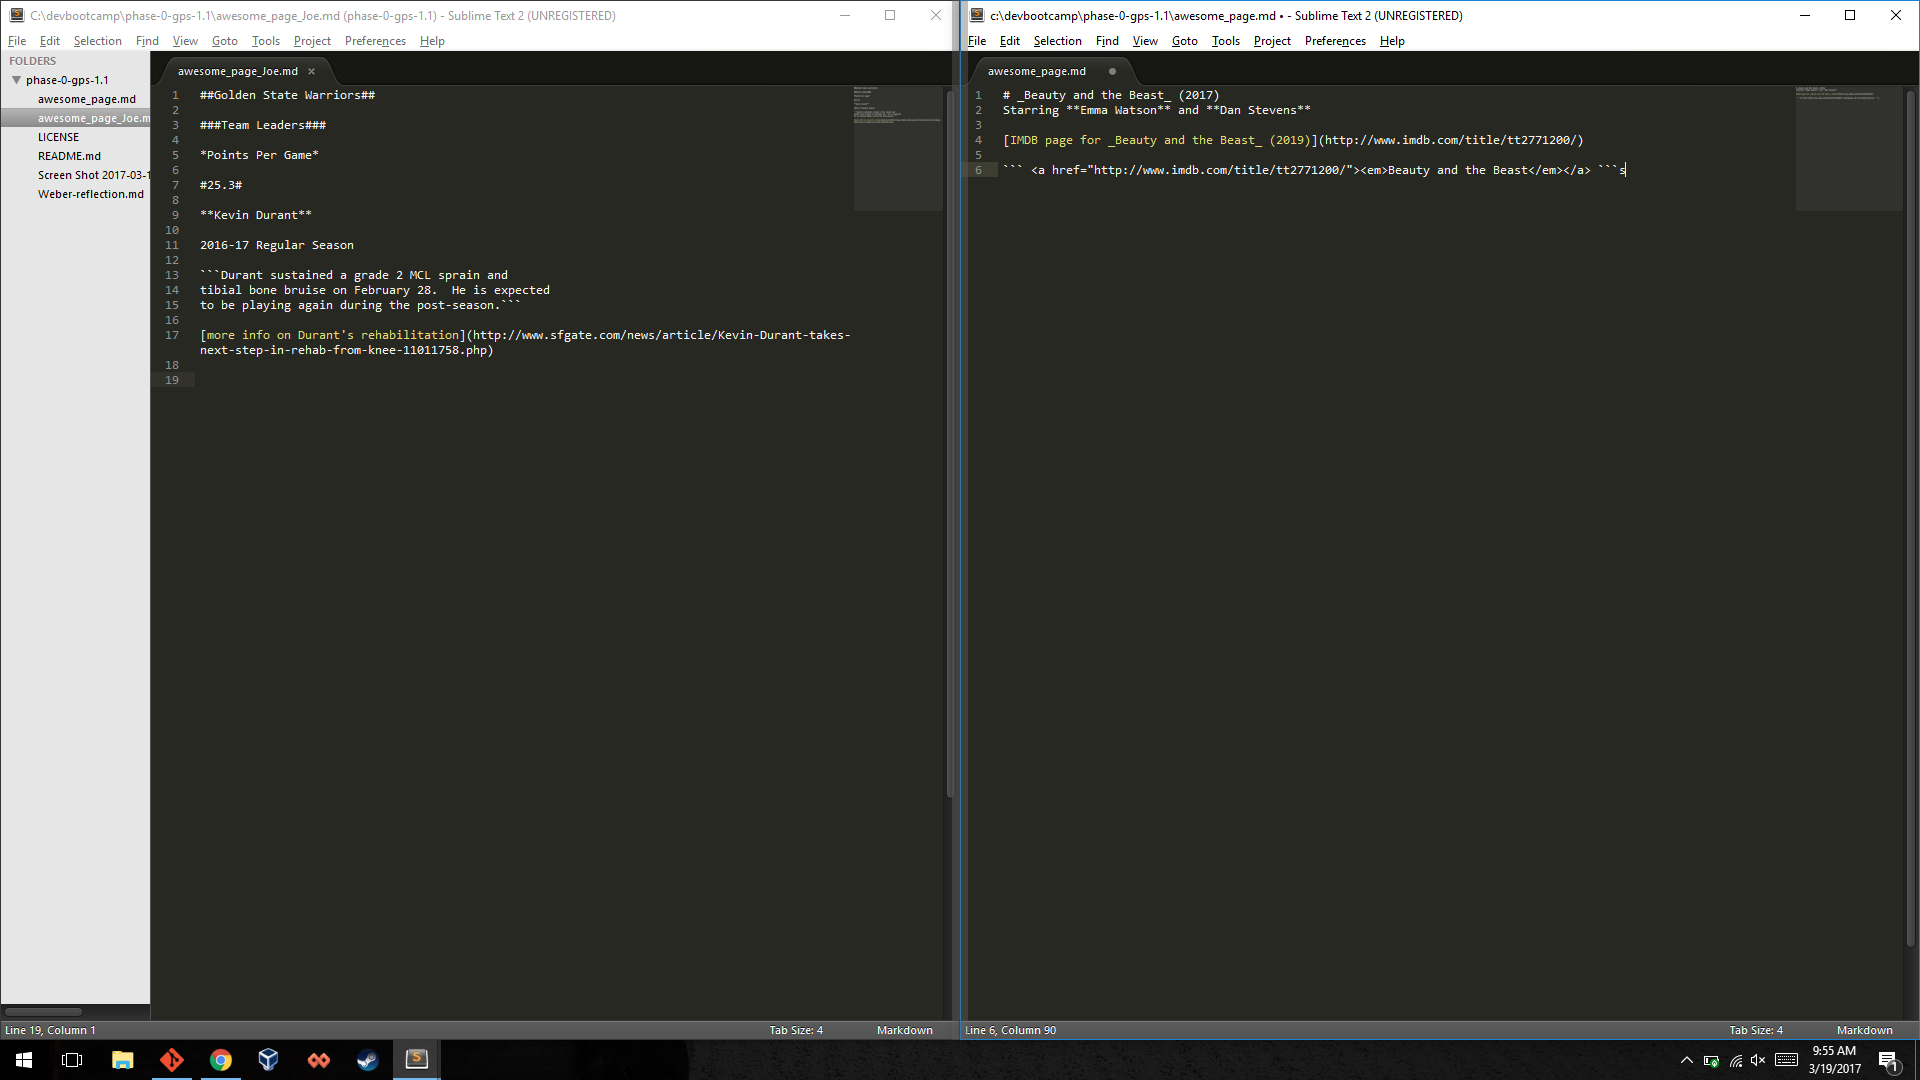 C:\devbootcamp\phase-0-gps-1.1\awesome_page_Joe.md (phase-0-gps-1.1) - Sublime Text 2 (UNREGISTERED)
File Edit Selection Find View Goto Tools Project Preferences Help
FOLDERS
phase-0-gps-1.1
awesome_page.md
awesome_page_Joe.m
LICENSE
README.md
Screen Shot 2017-03-1
Weber-reflection.md
awesome_page_Joe.md
1 ##Golden State Warriors##
2
3 ###Team Leaders###
4
5 *Points Per Game*
6
7 #25.3#
8
9 **Kevin Durant**
10
11 2016-17 Regular Season
12
13 ```Durant sustained a grade 2 MCL sprain and
14 tibial bone bruise on February 28.  He is expected
15 to be playing again during the post-season.```
16
17 [more info on Durant's rehabilitation](http://www.sfgate.com/news/article/Kevin-Durant-takes-
next-step-in-rehab-from-knee-11011758.php)
18
19
Line 19, Column 1
Tab Size: 4
Markdown
c:\devbootcamp\phase-0-gps-1.1\awesome_page.md • - Sublime Text 2 (UNREGISTERED)
File Edit Selection Find View Goto Tools Project Preferences Help
awesome_page.md
1 # _Beauty and the Beast_ (2017)
2 Starring **Emma Watson** and **Dan Stevens**
3
4 [IMDB page for _Beauty and the Beast_ (2019)](http://www.imdb.com/title/tt2771200/)
5
6 ``` <a href="http://www.imdb.com/title/tt2771200/"><em>Beauty and the Beast</em></a> ```s
Line 6, Column 90
Tab Size: 4
Markdown
9:55 AM
3/19/2017
1